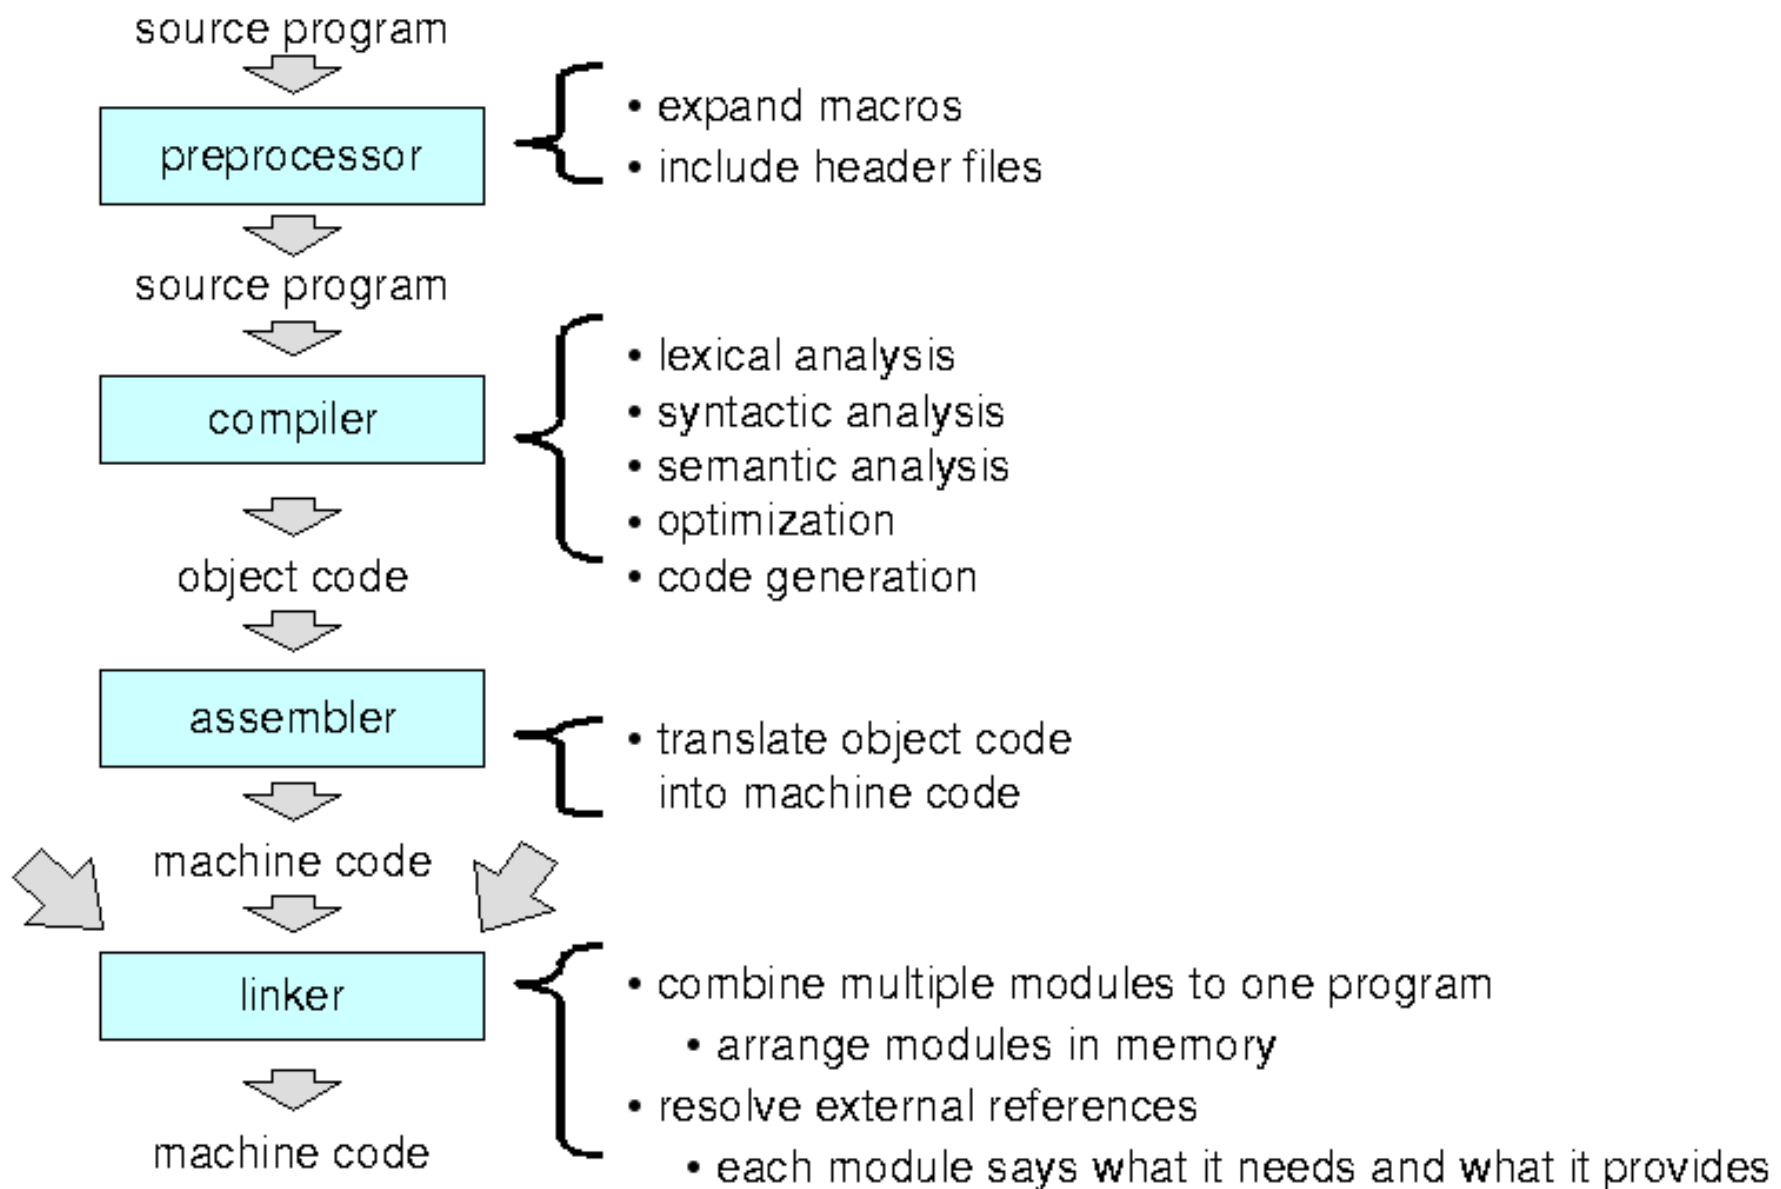 source program
preprocessor
• expand macros
• include header files
source program
compiler
• lexical analysis
• syntactic analysis
• semantic analysis
• optimization
• code generation
object code
assembler
• translate object code
into machine code
machine code
linker
• combine multiple modules to one program
• arrange modules in memory
• resolve external references
• each module says what it needs and what it provides
machine code